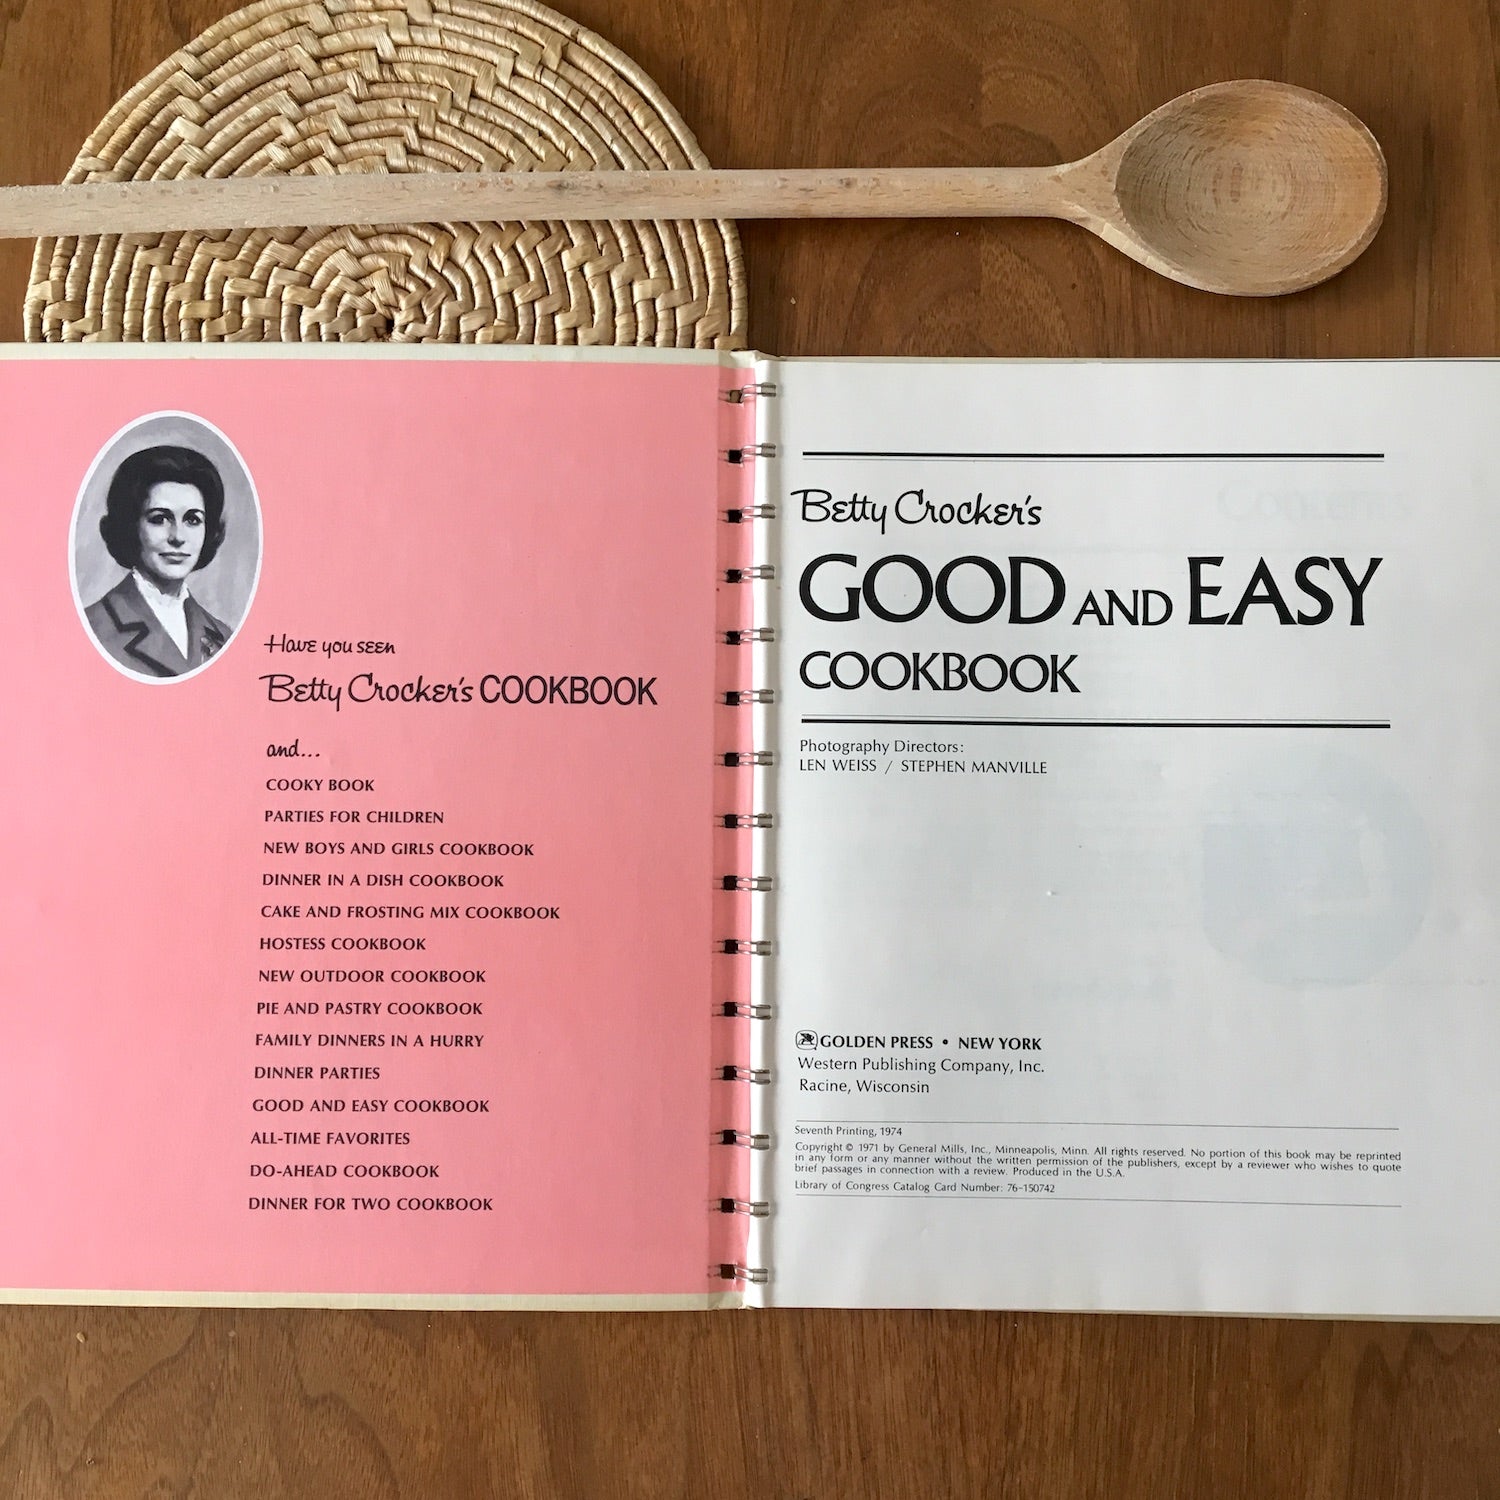 Have you seen
Betty Crocker's COOKBOOK
and...
COOKY BOOK
PARTIES FOR CHILDREN
NEW BOYS AND GIRLS COOKBOOK
DINNER IN A DISH COOKBOOK
CAKE AND FROSTING MIX COOKBOOK
HOSTESS COOKBOOK
NEW OUTDOOR COOKBOOK
PIE AND PASTRY COOKBOOK
FAMILY DINNERS IN A HURRY
DINNER PARTIES
GOOD AND EASY COOKBOOK
ALL-TIME FAVORITES
DO-AHEAD COOKBOOK
DINNER FOR TWO COOKBOOK
Betty Crocker's
GOOD AND EASY
COOKBOOK
Photography Directors:
LEN WEISS / STEPHEN MANVILLE
GOLDEN PRESS • NEW YORK
Western Publishing Company, Inc.
Racine, Wisconsin
Seventh Printing, 1974
Copyright © 1971 by General Mills, Inc., Minneapolis, Minn. All rights reserved. No portion of this book may be reprinted
in any form or any manner without the written permission of the publishers, except by a reviewer who wishes to quote
brief passages in connection with a review. Produced in the U.S.A.
Library of Congress Catalog Card Number: 76-150742